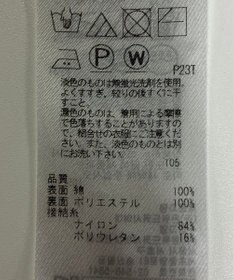 P23T
淡色のものは無蛍光洗剤を使用。
よくすすぎ、絞りの後すぐに干
すこと。
濃色のものは、着用による摩擦
で色落ちすることがありますの
で、組合せの衣類にご注意くださ
い。また、淡色のものとは別
にお洗い下さい。
105
品質
表面 綿 100%
裏面 ポリエステル 100%
接結糸
ナイロン 84%
ポリウレタン 16%